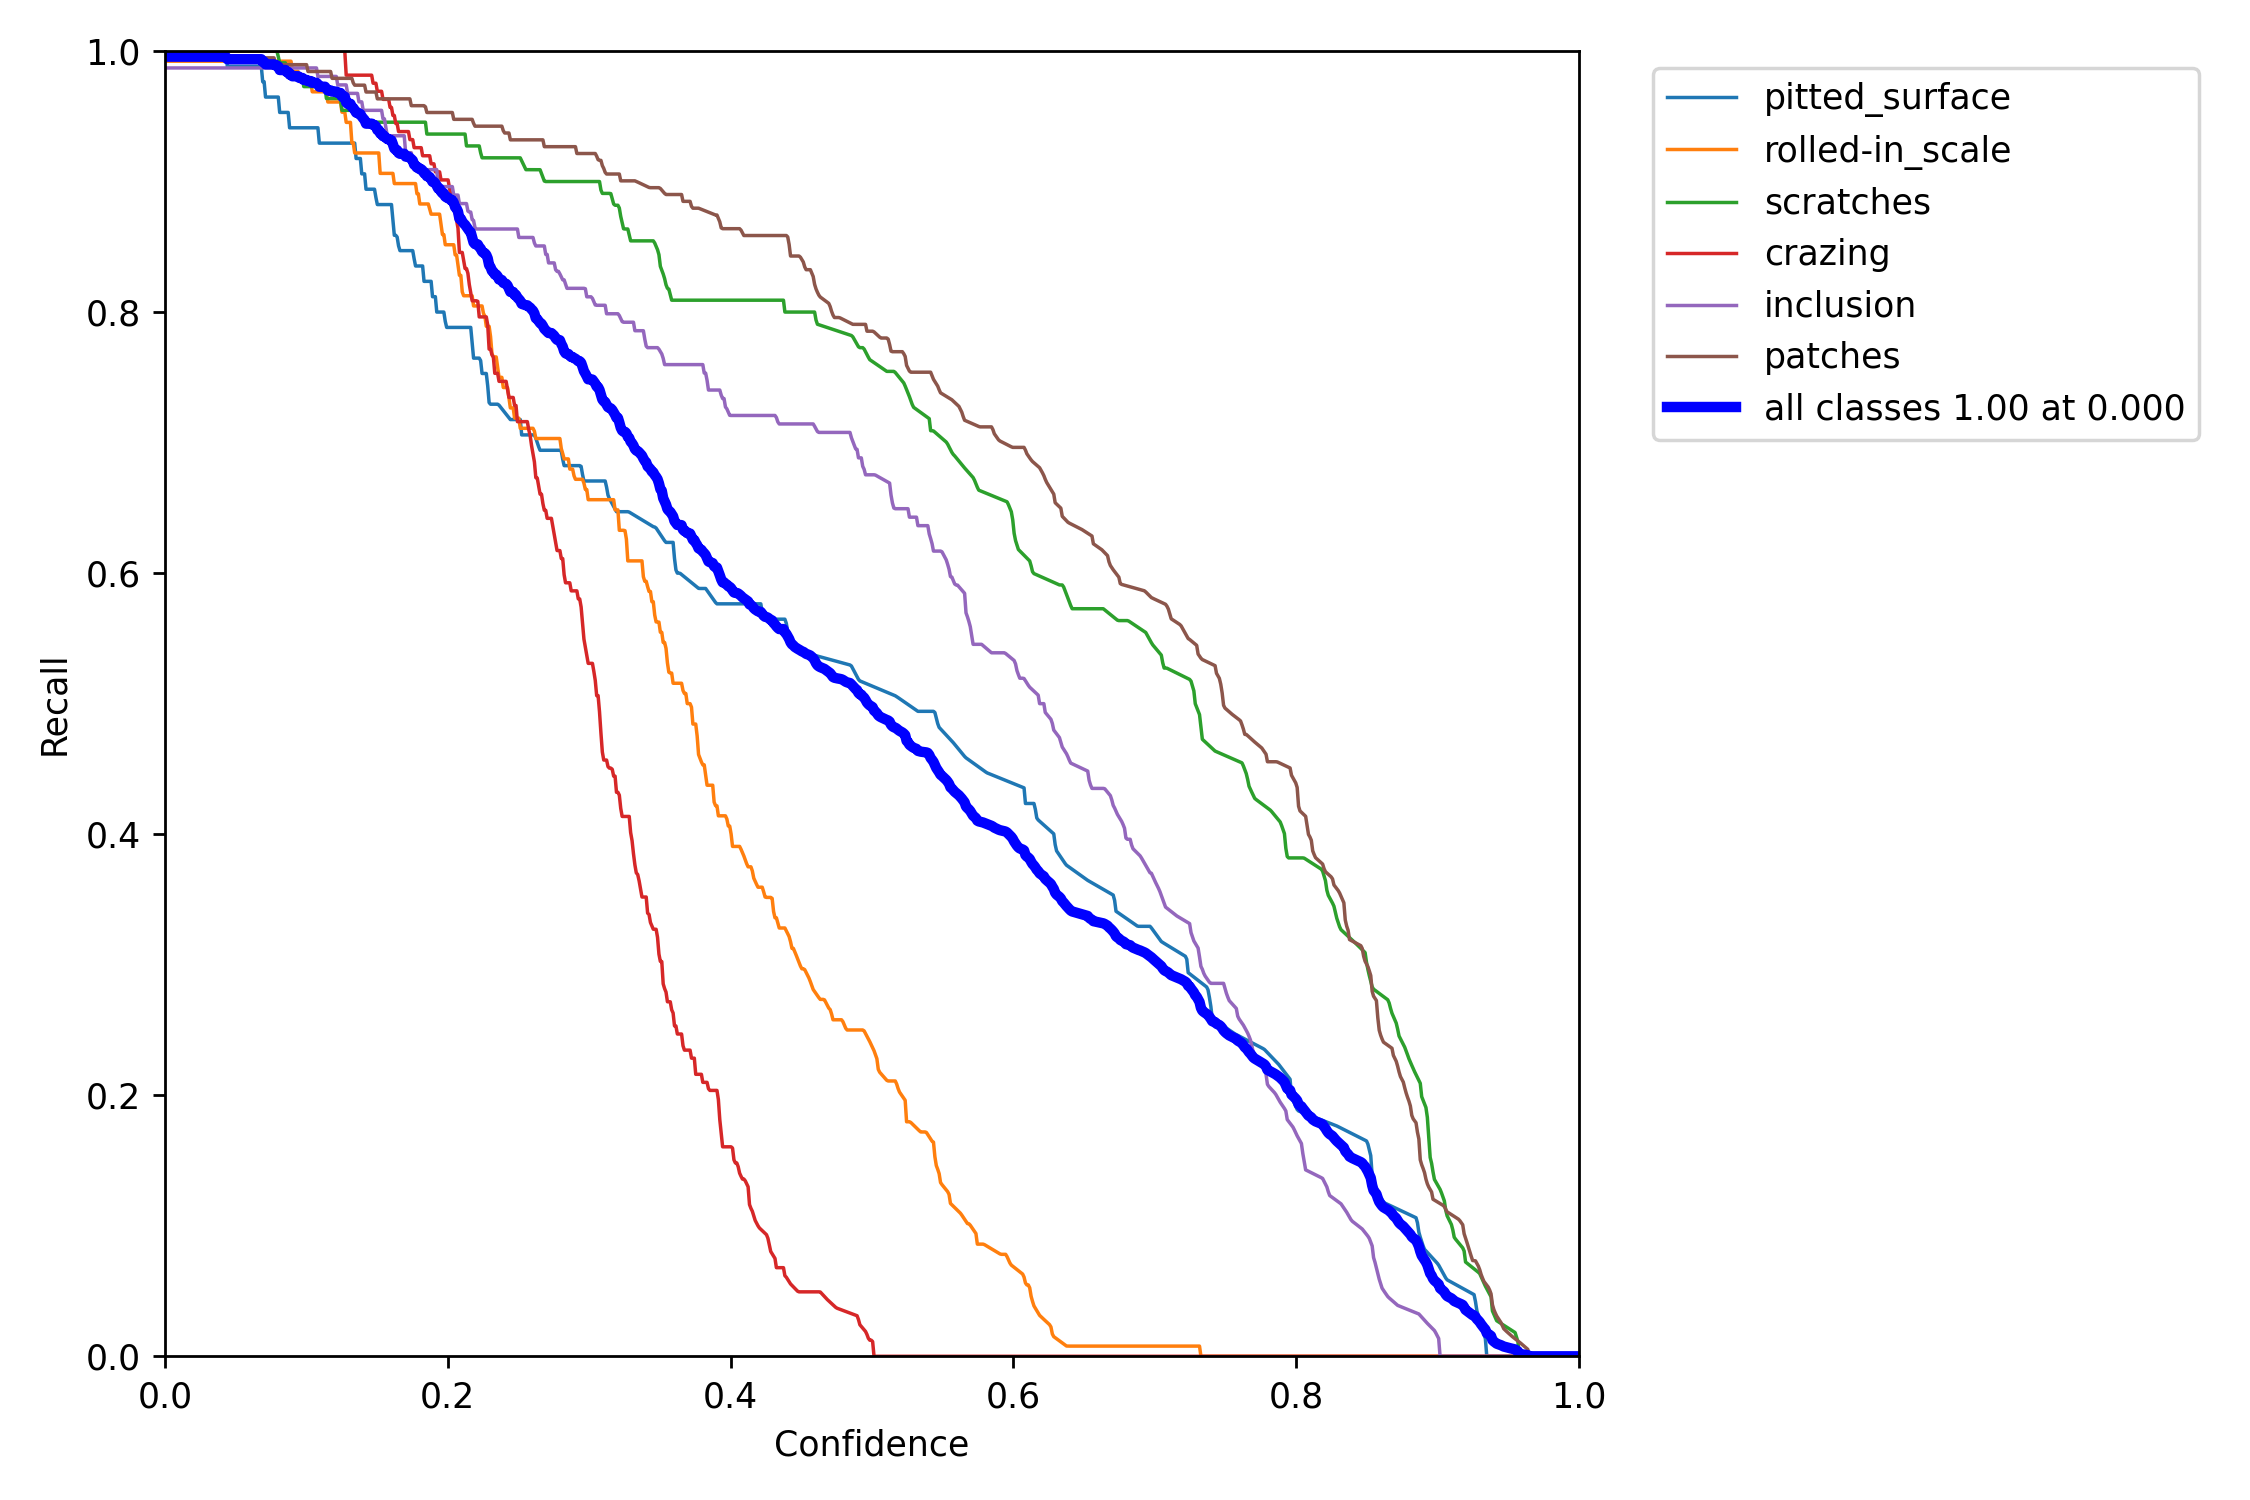 1.0
0.8
0.6
0.4
0.2
0.0
Recall
0.0 0.2 0.4 0.6 0.8 1.0
Confidence
pitted_surface
rolled-in_scale
scratches
crazing
inclusion
patches
all classes 1.00 at 0.000